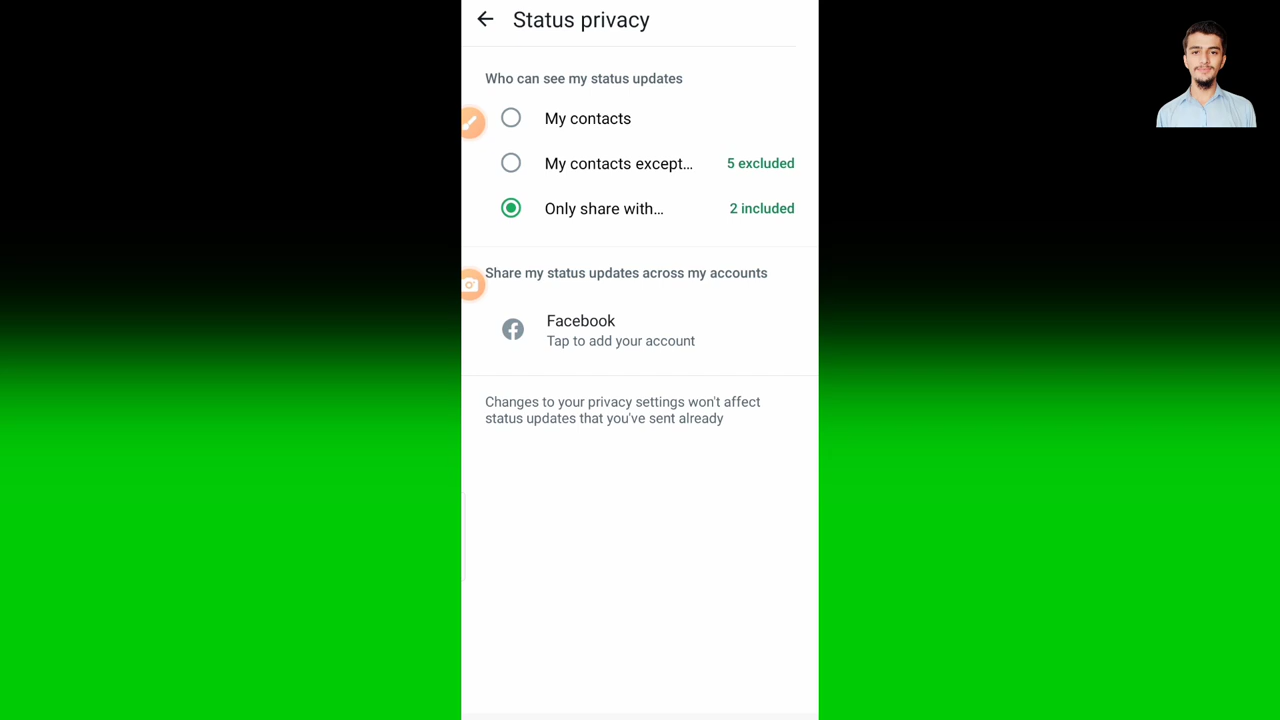 Status privacy
Who can see my status updates
My contacts
My contacts except... 5 excluded
Only share with... 2 included
Share my status updates across my accounts
Facebook
Tap to add your account
Changes to your privacy settings won't affect
status updates that you've sent already